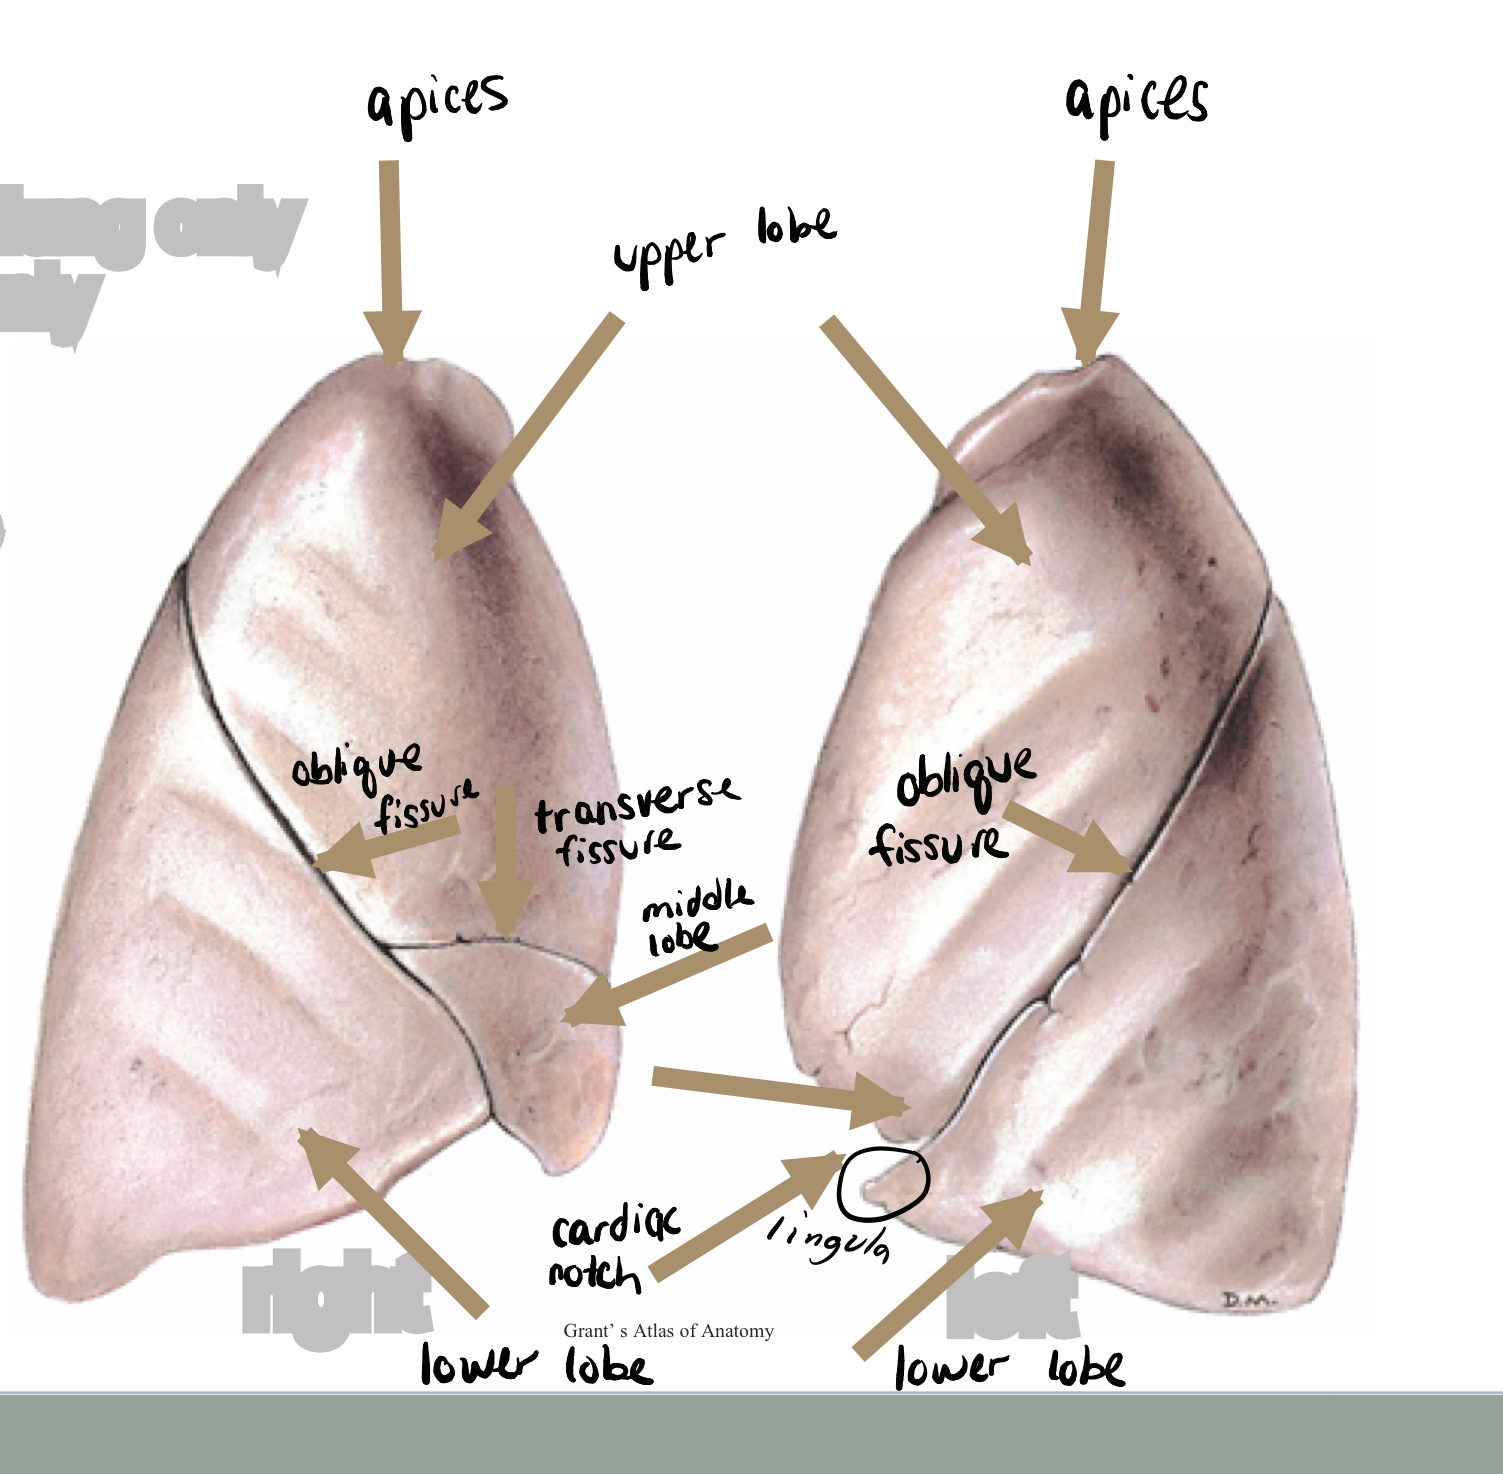 apices
apices
lung only
upper lobe
oblique
fissure
transverse
fissure
oblique
fissure
middle
lobe
cardiac
notch
lingula
right
left
D.M.
Grant’ s Atlas of Anatomy
lower lobe
lower lobe